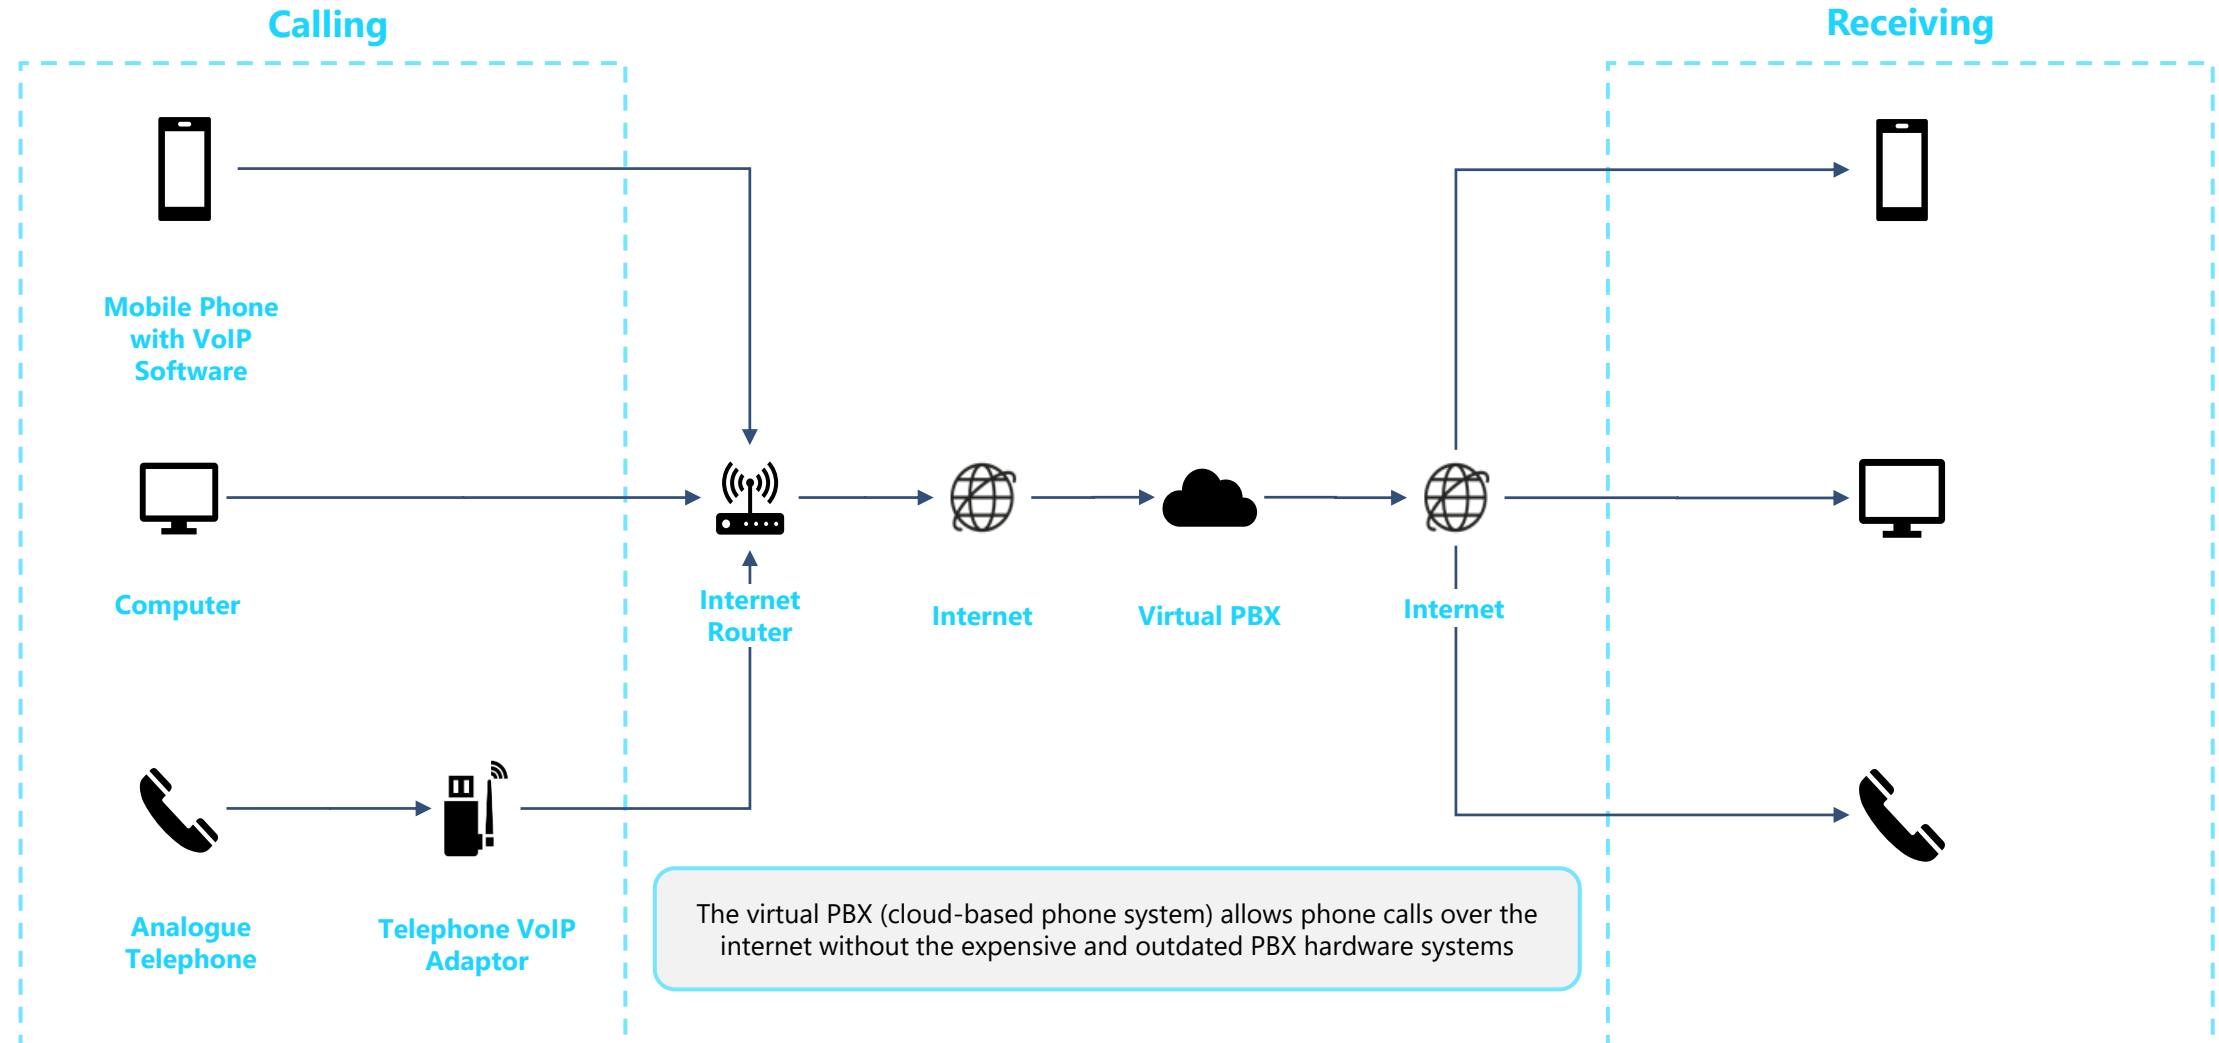 Calling
Receiving
Mobile Phone
with VoIP
Software
Computer
Internet
Router
Internet
Virtual PBX
Internet
Analogue
Telephone
Telephone VoIP
Adaptor
The virtual PBX (cloud-based phone system) allows phone calls over the
internet without the expensive and outdated PBX hardware systems